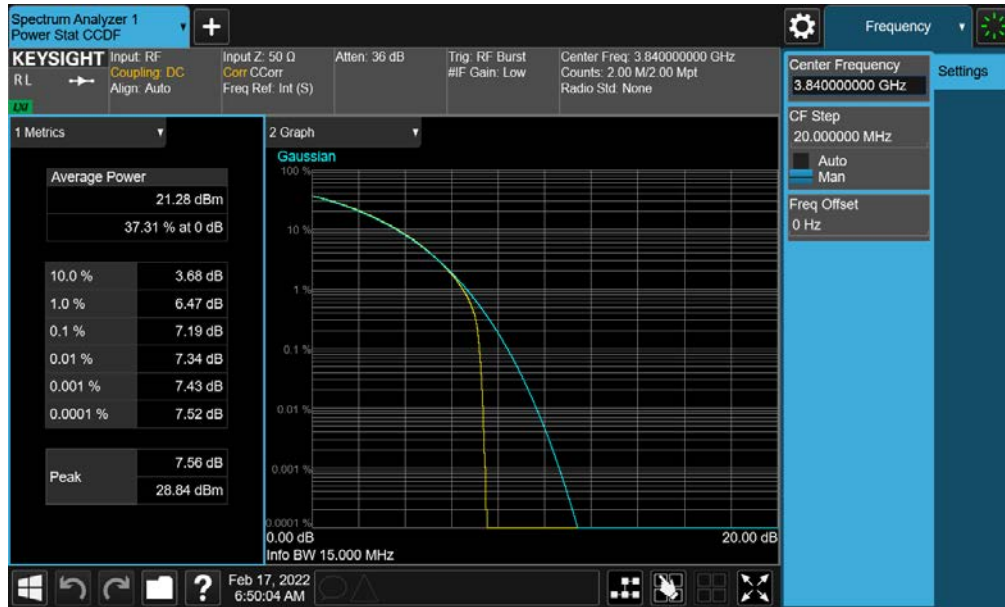 Spectrum Analyzer 1
Power Stat CCDF
+
Frequency
KEYSIGHT
RL
LXI
Input: RF
Coupling: DC
Align: Auto
Input Z: 50 Ω
Corr CCorr
Freq Ref: Int (S)
Atten: 36 dB
Trig: RF Burst
#IF Gain: Low
Center Freq: 3.840000000 GHz
Counts: 2.00 M/2.00 Mpt
Radio Std: None
Center Frequency
3.840000000 GHz
Settings
CF Step
20.000000 MHz
Auto
Man
Freq Offset
0 Hz
1 Metrics
Average Power
21.28 dBm
37.31 % at 0 dB
10.0 % 3.68 dB
1.0 % 6.47 dB
0.1 % 7.19 dB
0.01 % 7.34 dB
0.001 % 7.43 dB
0.0001 % 7.52 dB
Peak
7.56 dB
28.84 dBm
2 Graph
Gaussian
100 %
10 %
1 %
0.1 %
0.01 %
0.001 %
0.0001 %
0.00 dB
20.00 dB
Info BW 15.000 MHz
?
Feb 17, 2022
6:50:04 AM